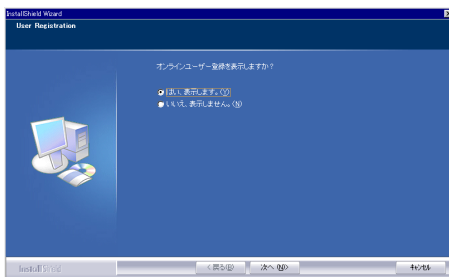 InstallShield Wizard
User Registration
オンラインユーザー登録を表示しますか？
はい、表示します。(Y)
いいえ、表示しません。(N)
InstallShield
< 戻る(B)
次へ (N)>
キャンセル